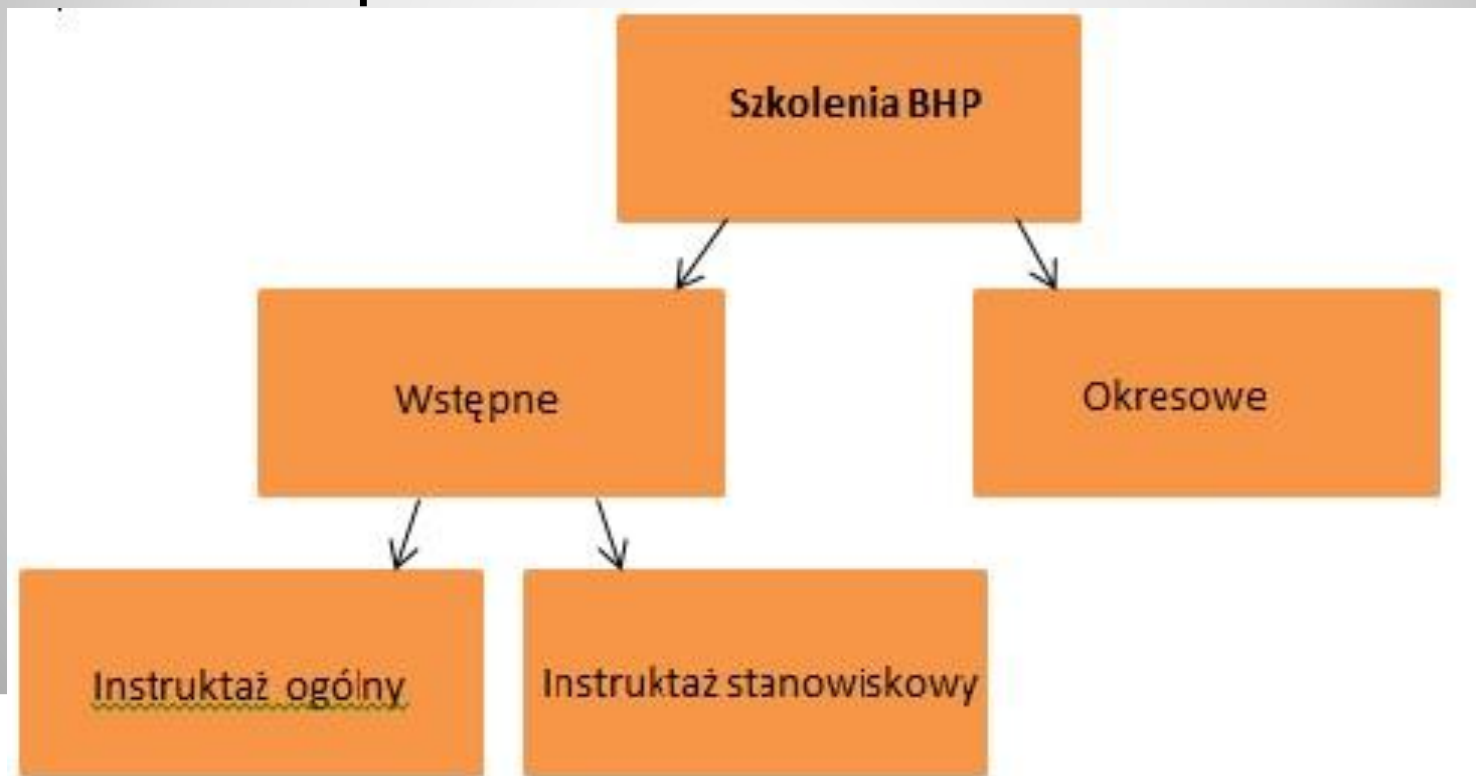 Szkolenia BHP
Wstępne
Okresowe
Instruktaż ogólny
Instruktaż stanowiskowy